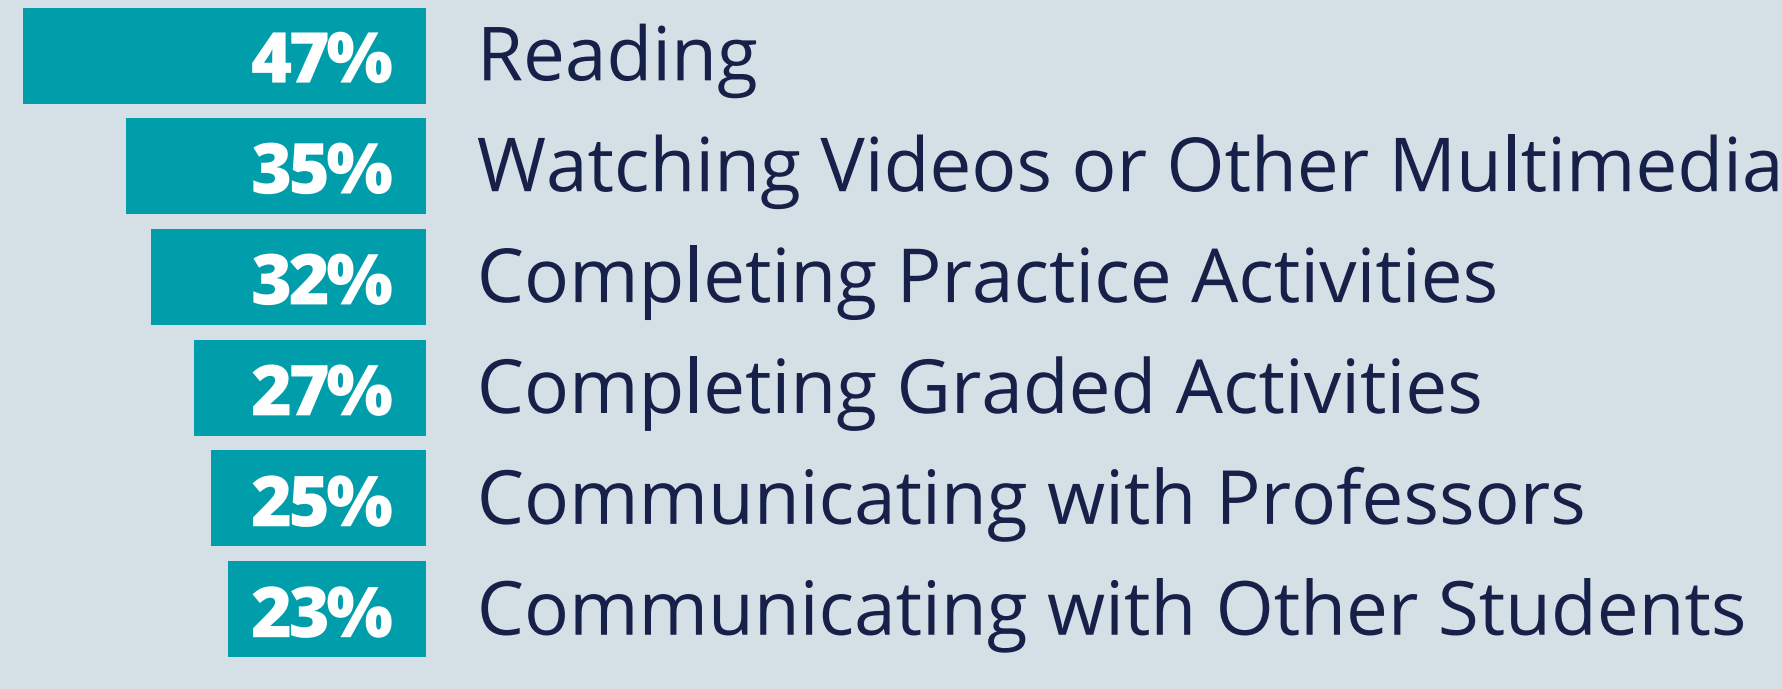 47% Reading
35% Watching Videos or Other Multimedia
32% Completing Practice Activities
27% Completing Graded Activities
25% Communicating with Professors
23% Communicating with Other Students